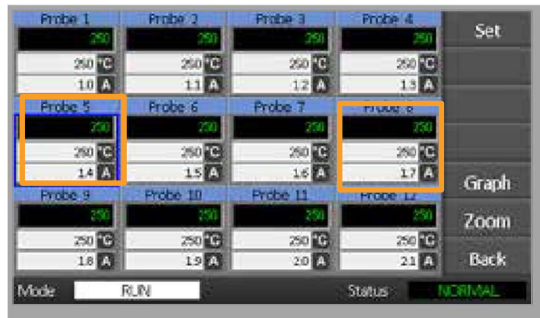 Probe 1 Probe 2 Probe 3 Probe 4 Set
250 250 250 250
250 °C 250 °C 250 °C 250 °C
1.0 A 1.1 A 1.2 A 1.3 A
Probe 5 Probe 6 Probe 7 Probe 8
250 250 250 250
250 °C 250 °C 250 °C 250 °C
1.4 A 1.5 A 1.6 A 1.7 A Graph
Probe 9 Probe 10 Probe 11 Probe 12
250 250 250 250 Zoom
250 °C 250 °C 250 °C 250 °C
1.8 A 1.9 A 2.0 A 2.1 A Back
Mode RUN Status NORMAL